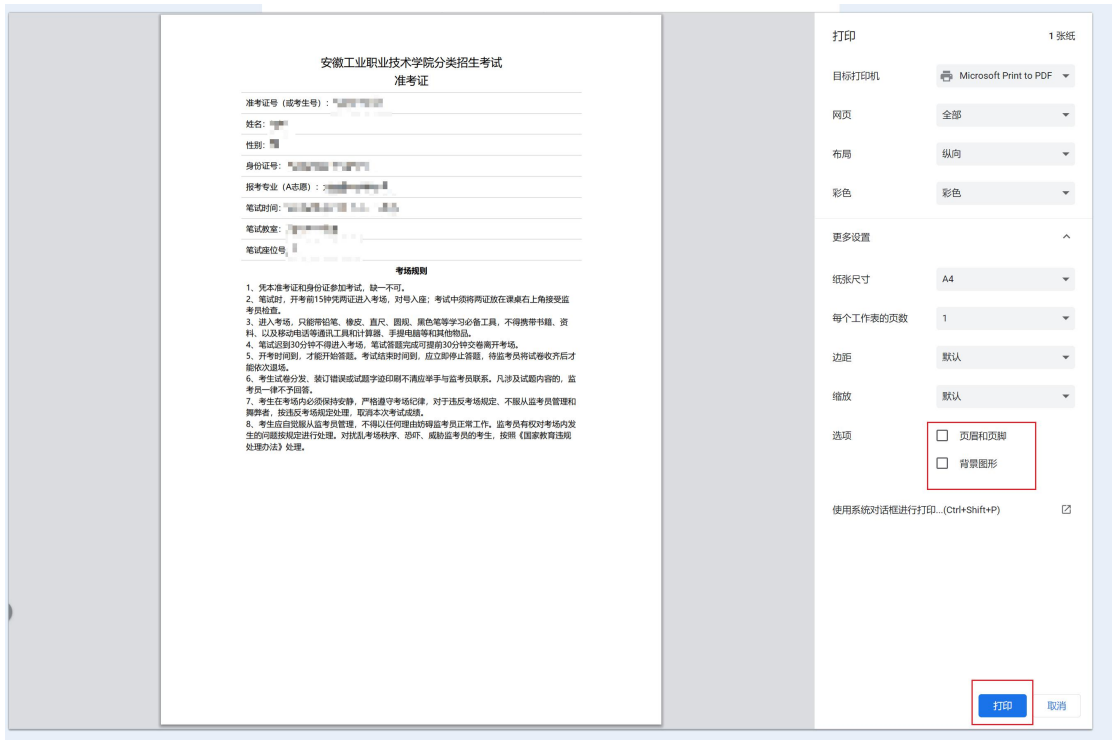 安徽工业职业技术学院分类招生考试
准考证
准考证号（或考生号）：
姓名：
性别：
身份证号：
报考专业（A志愿）：
笔试时间：
笔试教室：
笔试座位号
考场规则
1、凭本准考证和身份证参加考试，缺一不可。
2、笔试时，开考前15钟凭两证进入考场，对号入座；考试中须将两证放在课桌右上角接受监
考员检查。
3、进入考场，只能带铅笔、橡皮、直尺、圆规、黑色笔等学习必备工具，不得携带书籍、资
料、以及移动电话等通讯工具和计算器、手提电脑等和其他物品。
4、笔试迟到30分钟不得进入考场，笔试答题完成可提前30分钟交卷离开考场。
5、开考时间到，才能开始答题。考试结束时间到，应立即停止答题，待监考员将试卷收齐后才
能依次退场。
6、考生试卷分发、装订错误或试题字迹印刷不清应举手与监考员联系。凡涉及试题内容的，监
考员一律不予回答。
7、考生在考场内必须保持安静，严格遵守考场纪律，对于违反考场规定、不服从监考员管理和
舞弊者，按违反考场规定处理，取消本次考试成绩。
8、考生应自觉服从监考员管理，不得以任何理由妨碍监考员正常工作。监考员有权对考场内发
生的问题按规定进行处理。对扰乱考场秩序、恐吓、威胁监考员的考生，按照《国家教育违规
处理办法》处理。
打印 1 张纸
目标打印机 Microsoft Print to PDF
网页 全部
布局 纵向
彩色 彩色
更多设置
纸张尺寸 A4
每个工作表的页数 1
边距 默认
缩放 默认
选项 页眉和页脚
背景图形
使用系统对话框进行打印...(Ctrl+Shift+P)
打印 取消